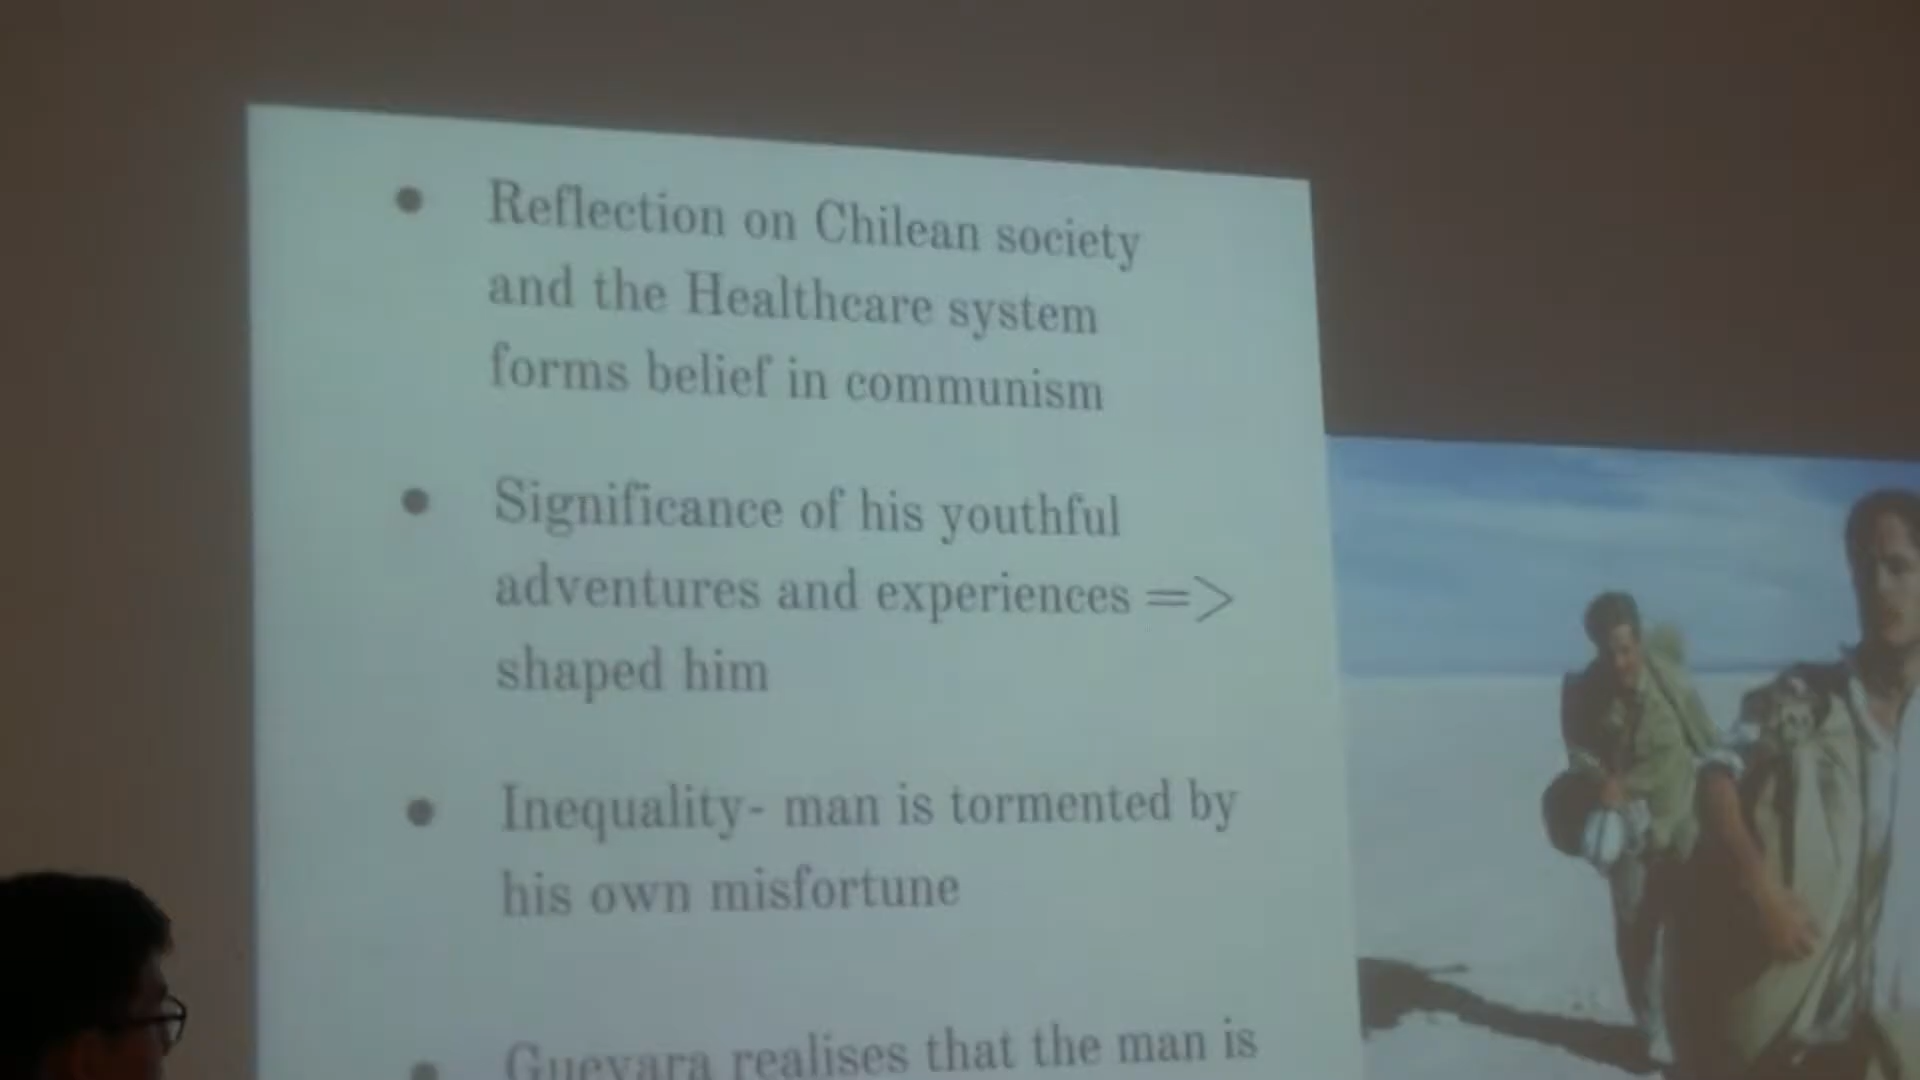 Reflection on Chilean society
and the Healthcare system
forms belief in communism
Significance of his youthful
adventures and experiences =>
shaped him
Inequality- man is tormented by
his own misfortune
Guevara realises that the man is